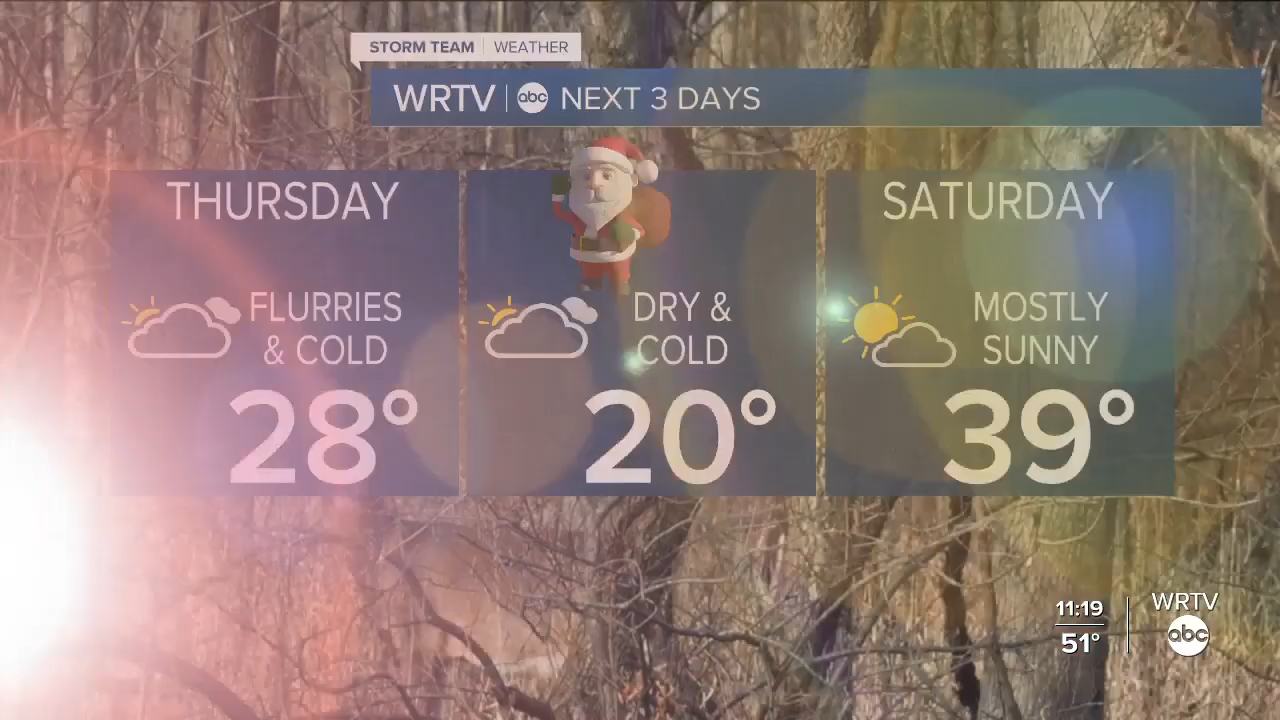 STORM TEAM WEATHER
WRTV abc NEXT 3 DAYS
THURSDAY
FLURRIES
& COLD
28°
DRY &
COLD
20°
SATURDAY
MOSTLY
SUNNY
39°
11:19
51°
WRTV
abc